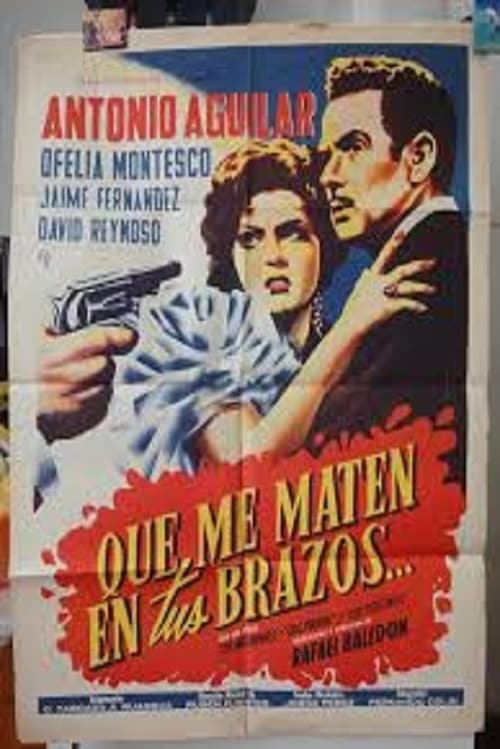 ANTONIO AGUILAR
OFELIA MONTESCO
JAIME FERNANDEZ
DAVID REYNOSO
QUE ME MATEN
EN tus BRAZOS...
RAFAEL BALEDON